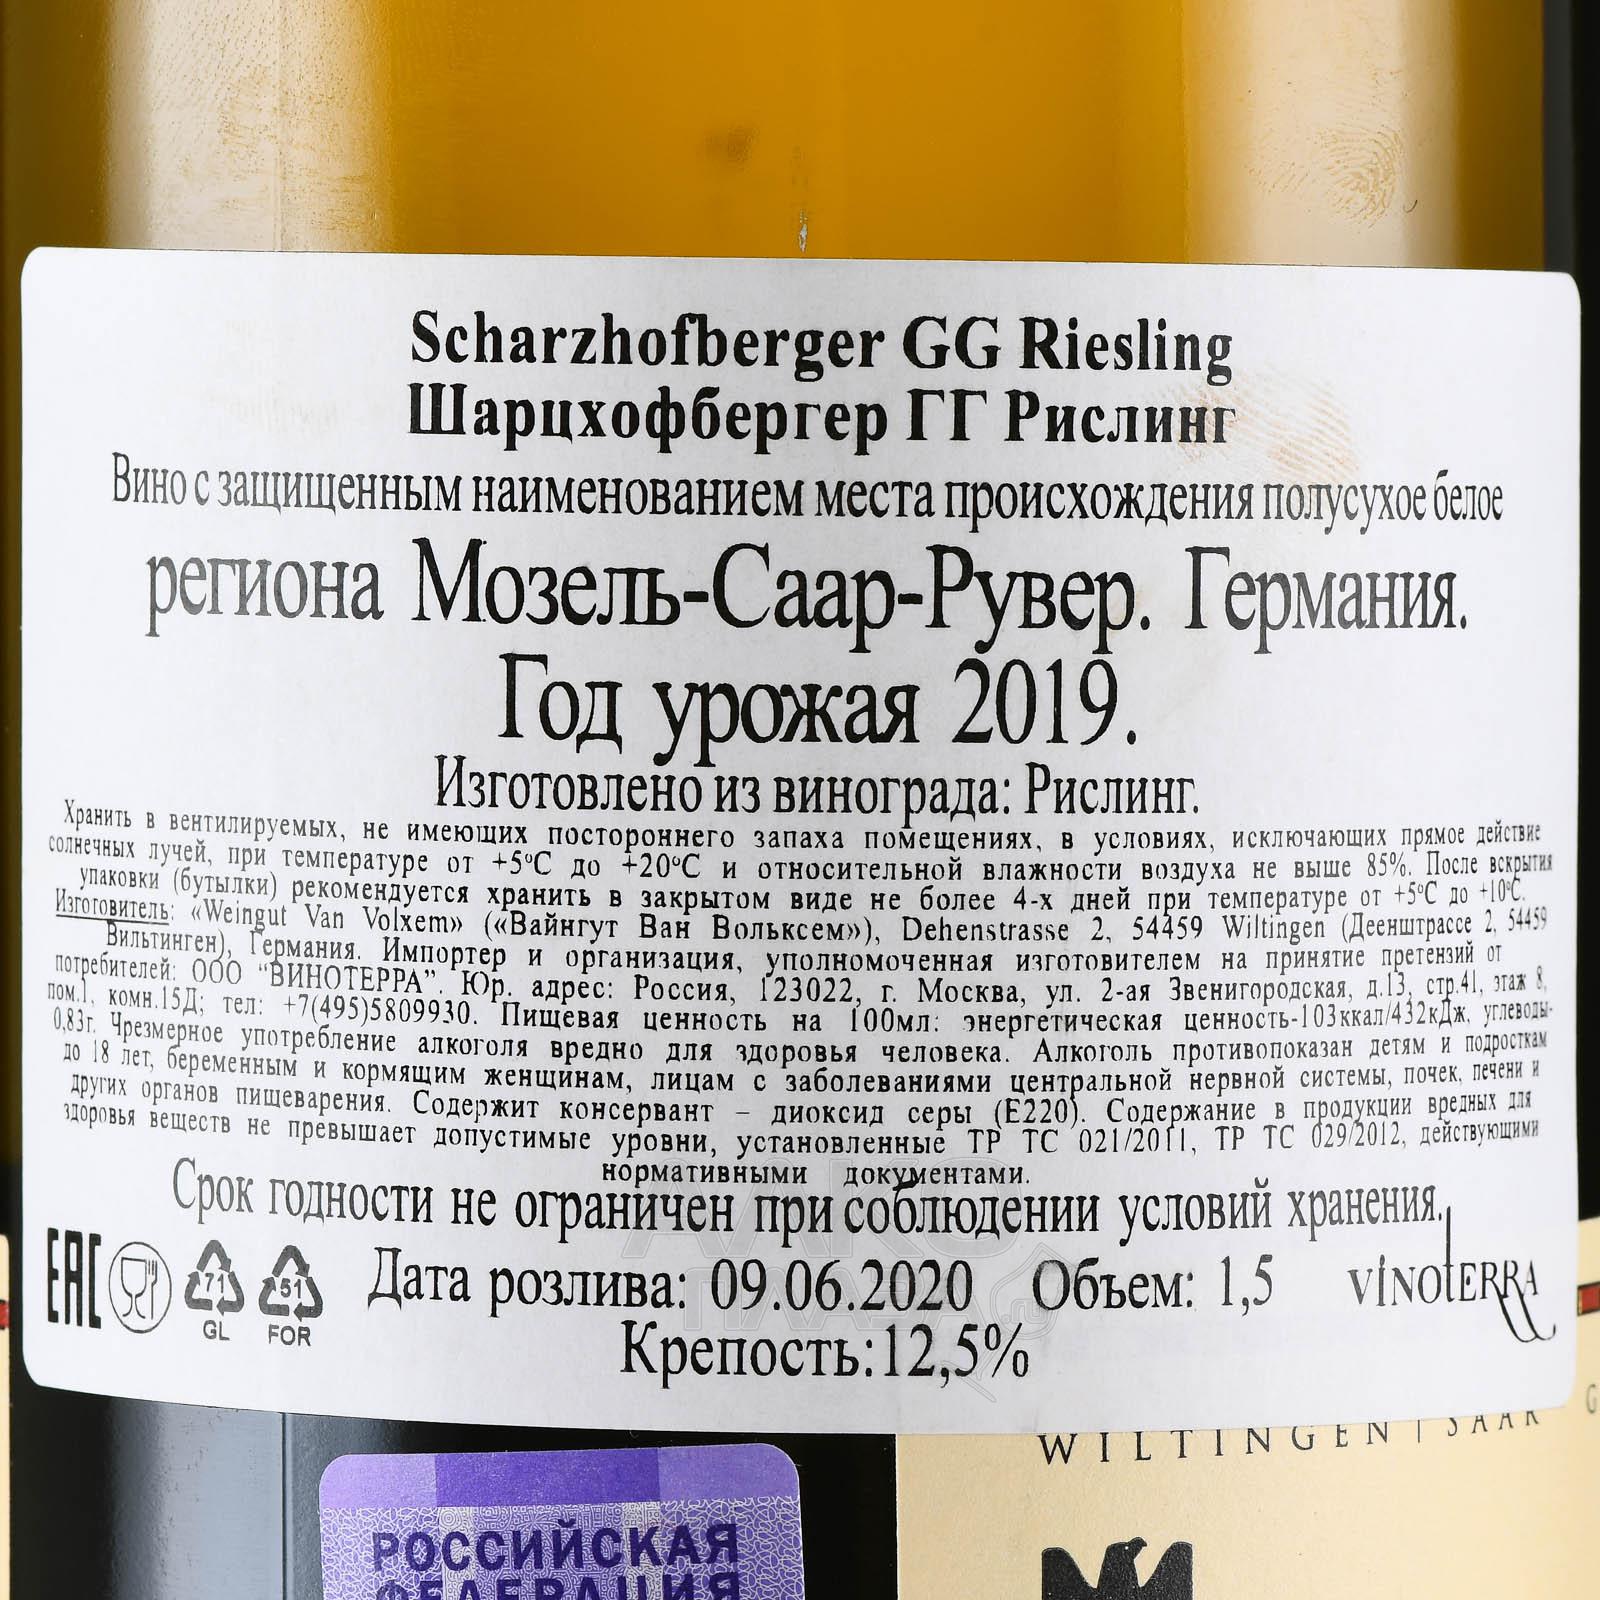 Scharzhofberger GG Riesling
Шарцхофбергер ГГ Рислинг
Вино с защищенным наименованием места происхождения полусухое белое
региона Мозель-Саар-Рувер. Германия.
Год урожая 2019.
Изготовлено из винограда: Рислинг.
Хранить в вентилируемых, не имеющих постороннего запаха помещениях, в условиях, исключающих прямое действие
солнечных лучей, при температуре от +5°С до +20°С и относительной влажности воздуха не выше 85%. После вскрытия
упаковки (бутылки) рекомендуется хранить в закрытом виде не более 4-х дней при температуре от +5°С до +10°С.
Изготовитель: «Weingut Van Volxem» («Вайнгут Ван Вольксем»), Dehenstrasse 2, 54459 Wiltingen (Деенштрассе 2, 54459
Вильтинген), Германия. Импортер и организация, уполномоченная изготовителем на принятие претензий от
потребителей: ООО "ВИНОТЕРРА". Юр. адрес: Россия, 123022, г. Москва, ул. 2-ая Звенигородская, д.13, стр.41, этаж 8,
пом.1, комн.15Д; тел: +7(495)5809930. Пищевая ценность на 100мл: энергетическая ценность-103ккал/432кДж, углеводы-
0,83г. Чрезмерное употребление алкоголя вредно для здоровья человека. Алкоголь противопоказан детям и подросткам
до 18 лет, беременным и кормящим женщинам, лицам с заболеваниями центральной нервной системы, почек, печени и
других органов пищеварения. Содержит консервант – диоксид серы (Е220). Содержание в продукции вредных для
здоровья веществ не превышает допустимые уровни, установленные ТР ТС 021/2011, ТР ТС 029/2012, действующими
нормативными документами.
Срок годности не ограничен при соблюдении условий хранения.
EAC 71 GL 51 FOR Дата розлива: 09.06.2020 Объем: 1,5 VINOTERRA
Крепость:12,5%
АЛКО ПЛАЗА.ru
WILTINGEN | SAAR G
РОССИЙСКАЯ
ФЕДЕРАЦИЯ